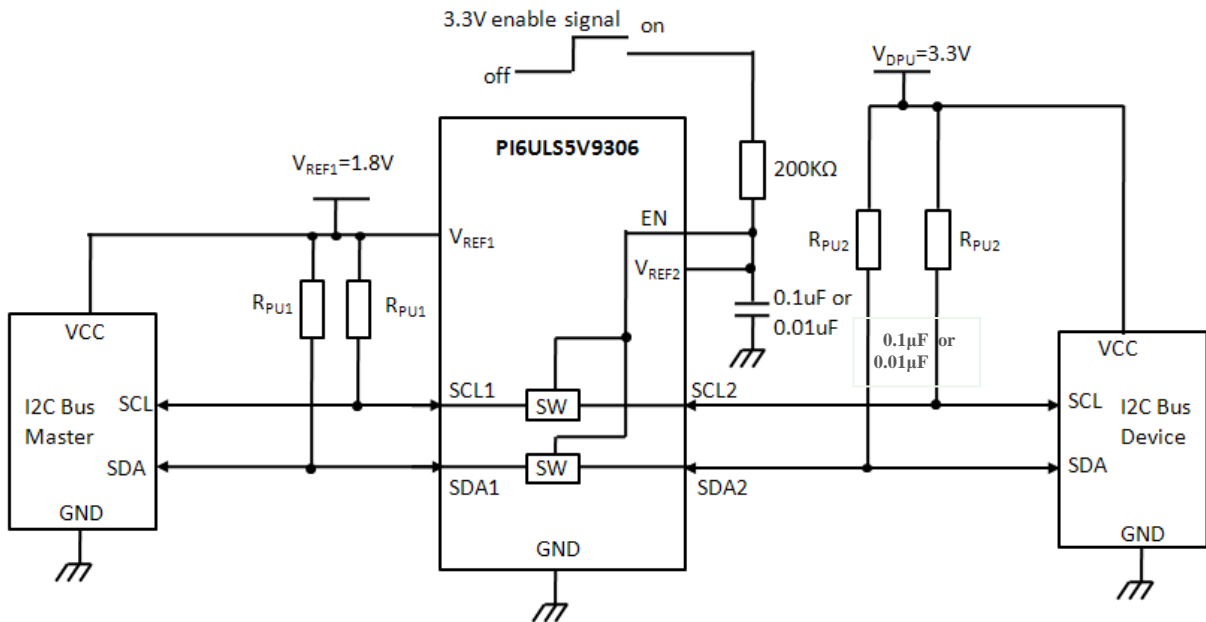 3.3V enable signal
on
off
V_DPU=3.3V
PI6ULS5V9306
V_REF1=1.8V
200KΩ
EN
V_REF1
R_PU2
R_PU2
V_REF2
R_PU1
R_PU1
0.1uF or
0.01uF
0.1µF or
0.01µF
VCC
VCC
SCL
SCL1
SW
SCL2
SCL
I2C Bus
Master
I2C Bus
Device
SDA
SDA1
SW
SDA2
SDA
GND
GND
GND